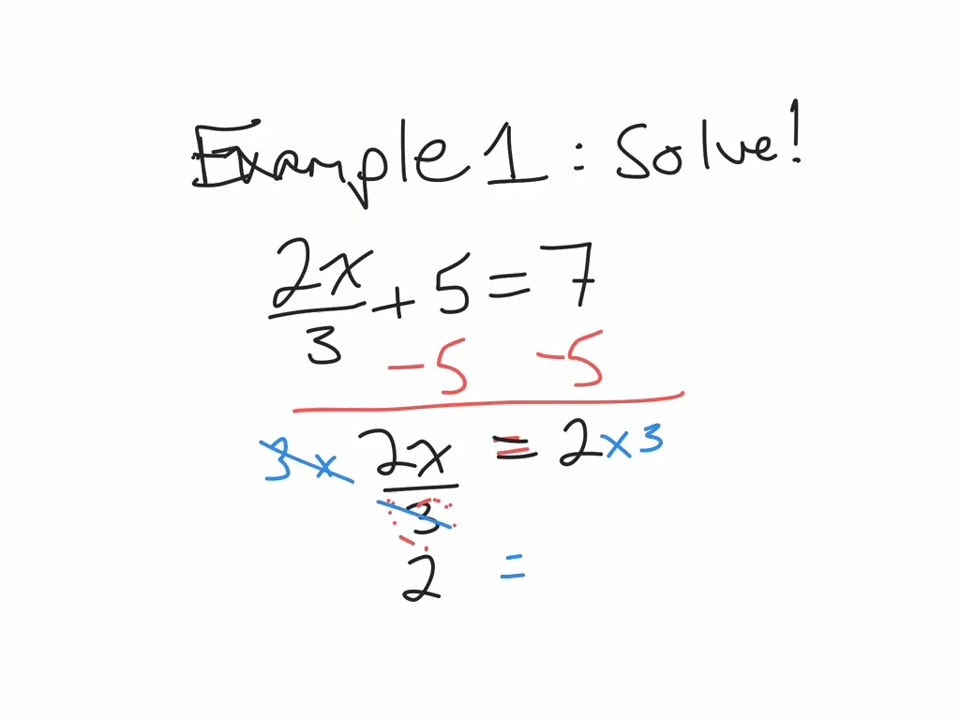 Example 1 : Solve!
2x/3 + 5 = 7
-5 -5
3 x 2x/3 = 2 x 3
2 =